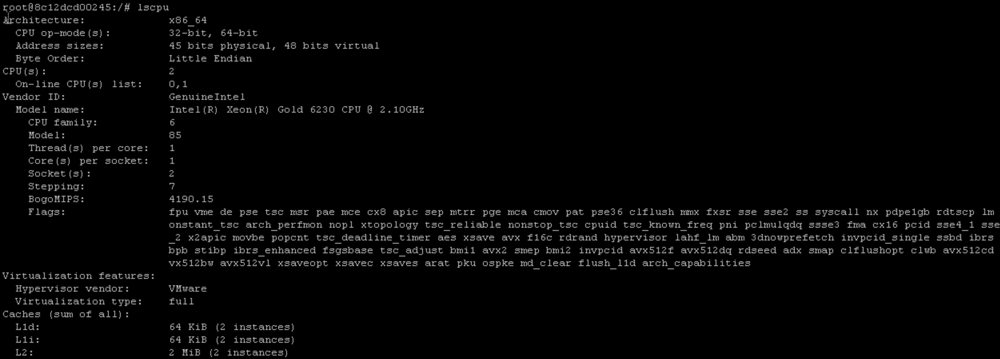 root@8c12dcd00245:/# lscpu
Architecture: x86_64
CPU op-mode(s): 32-bit, 64-bit
Address sizes: 45 bits physical, 48 bits virtual
Byte Order: Little Endian
CPU(s): 2
On-line CPU(s) list: 0,1
Vendor ID: GenuineIntel
Model name: Intel(R) Xeon(R) Gold 6230 CPU @ 2.10GHz
CPU family: 6
Model: 85
Thread(s) per core: 1
Core(s) per socket: 1
Socket(s): 2
Stepping: 7
BogoMIPS: 4190.15
Flags: fpu vme de pse tsc msr pae mce cx8 apic sep mtrr pge mca cmov pat pse36 clflush mmx fxsr sse sse2 ss syscall nx pdpe1gb rdtscp lm
onstant_tsc arch_perfmon nopl xtopology tsc_reliable nonstop_tsc cpuid tsc_known_freq pni pclmulqdq ssse3 fma cx16 pcid sse4_1 sse
_2 x2apic movbe popcnt tsc_deadline_timer aes xsave avx f16c rdrand hypervisor lahf_lm abm 3dnowprefetch invpcid_single ssbd ibrs
bpb stibp ibrs_enhanced fsgsbase tsc_adjust bmi1 avx2 smep bmi2 invpcid avx512f avx512dq rdseed adx smap clflushopt clwb avx512cd
vx512bw avx512vl xsaveopt xsavec xsaves arat pku ospke md_clear flush_l1d arch_capabilities
Virtualization features:
Hypervisor vendor: VMware
Virtualization type: full
Caches (sum of all):
L1d: 64 KiB (2 instances)
L1i: 64 KiB (2 instances)
L2: 2 MiB (2 instances)